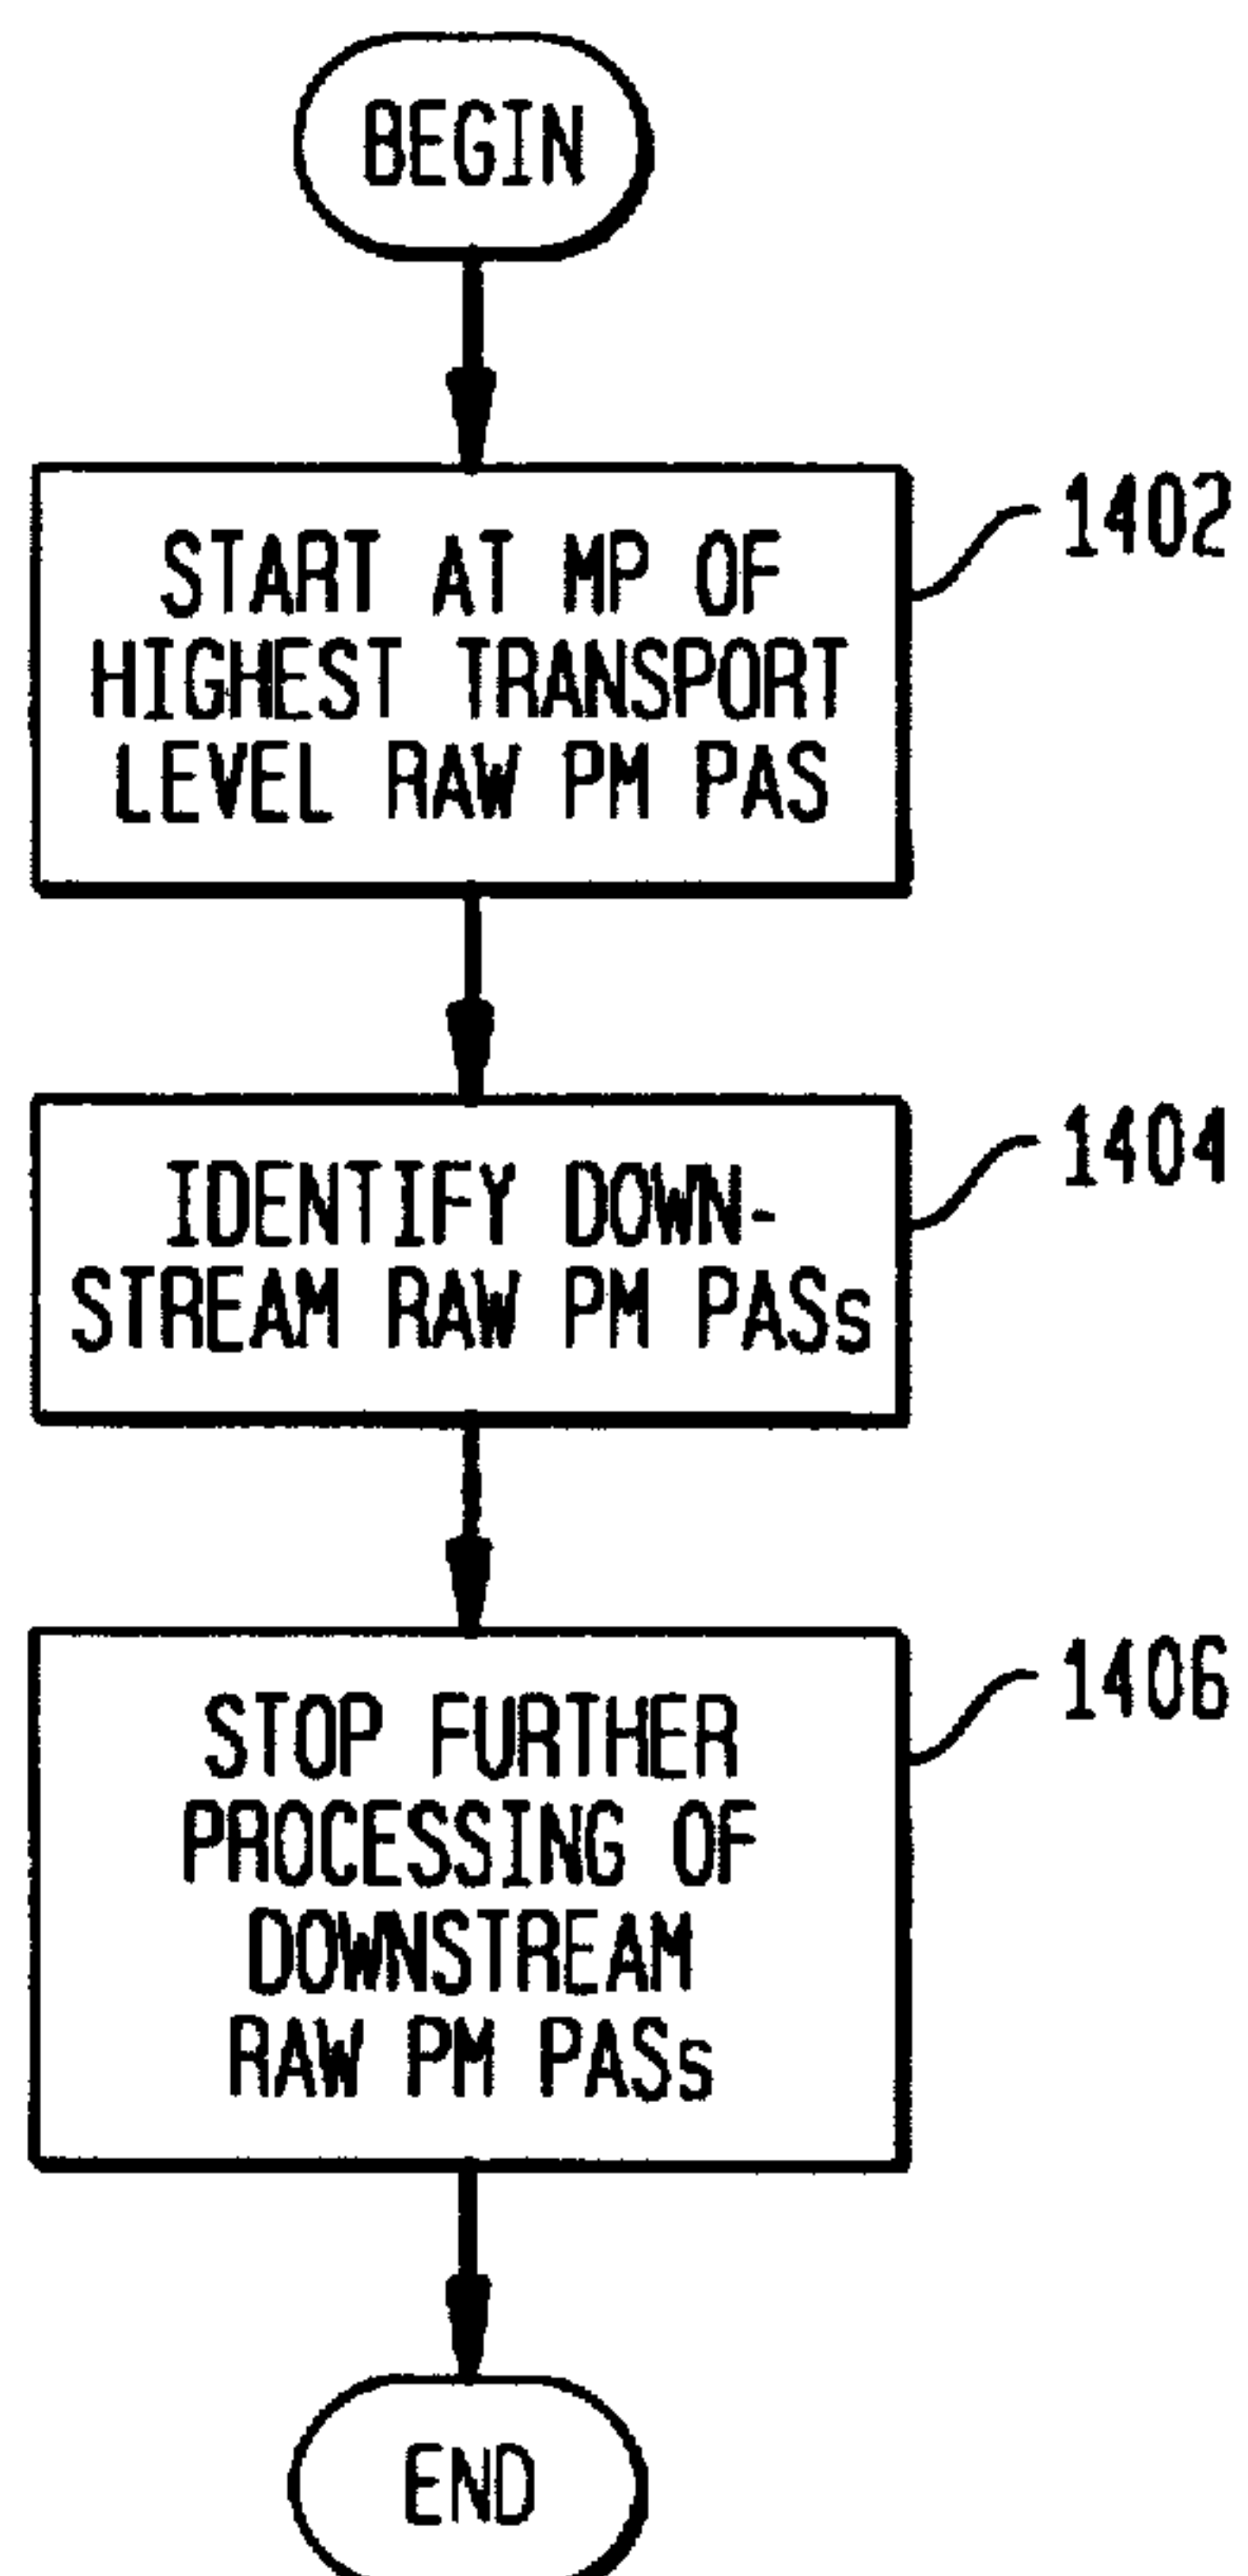 BEGIN
START AT MP OF
HIGHEST TRANSPORT
LEVEL RAW PM PAS
1402
IDENTIFY DOWN-
STREAM RAW PM PASs
1404
STOP FURTHER
PROCESSING OF
DOWNSTREAM
RAW PM PASs
1406
END